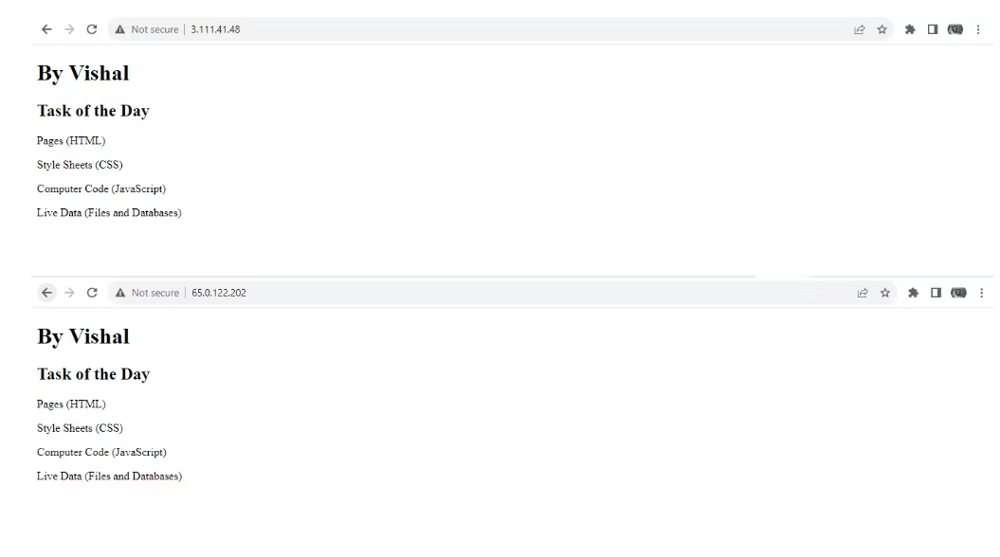 Not secure | 3.111.41.48
By Vishal
Task of the Day
Pages (HTML)
Style Sheets (CSS)
Computer Code (JavaScript)
Live Data (Files and Databases)
Not secure | 65.0.122.202
By Vishal
Task of the Day
Pages (HTML)
Style Sheets (CSS)
Computer Code (JavaScript)
Live Data (Files and Databases)